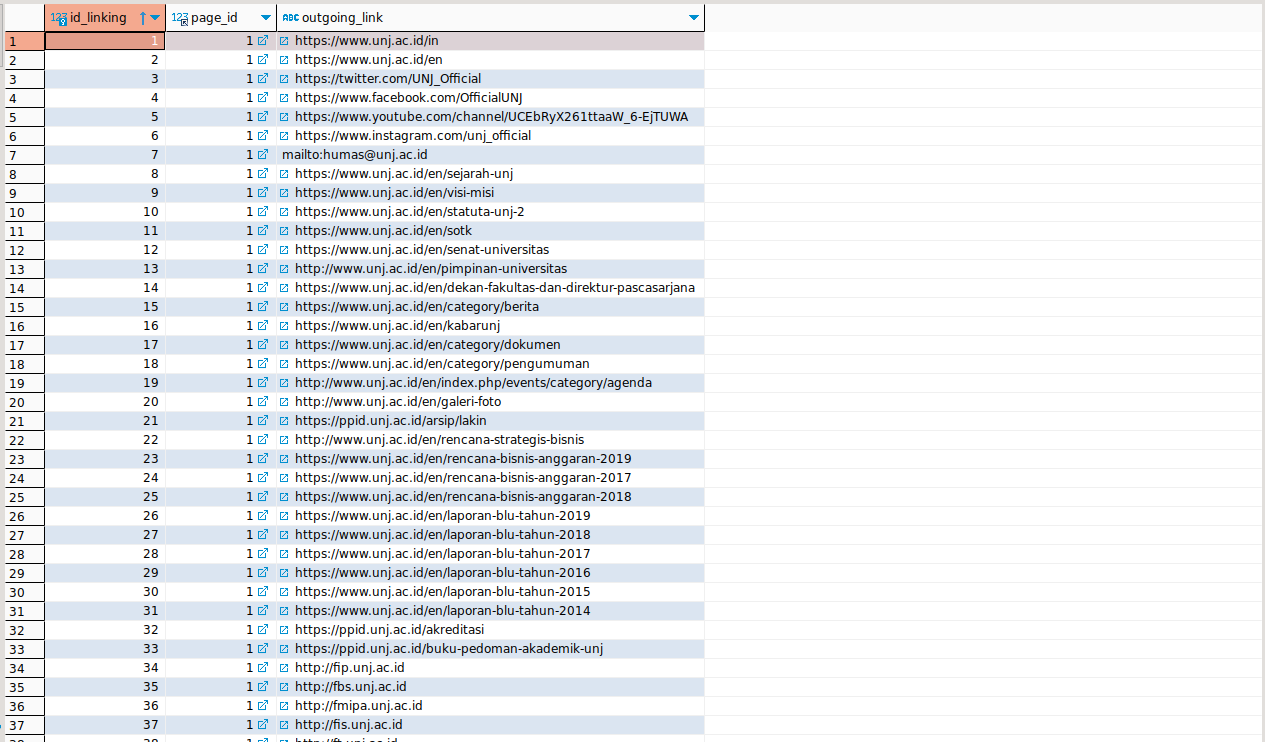 id_linking page_id outgoing_link
1 1 1 https://www.unj.ac.id/in
2 2 1 https://www.unj.ac.id/en
3 3 1 https://twitter.com/UNJ_Official
4 4 1 https://www.facebook.com/OfficialUNJ
5 5 1 https://www.youtube.com/channel/UCEbRyX261ttaaW_6-EjTUWA
6 6 1 https://www.instagram.com/unj_official
7 7 1 mailto:humas@unj.ac.id
8 8 1 https://www.unj.ac.id/en/sejarah-unj
9 9 1 https://www.unj.ac.id/en/visi-misi
10 10 1 https://www.unj.ac.id/en/statuta-unj-2
11 11 1 https://www.unj.ac.id/en/sotk
12 12 1 https://www.unj.ac.id/en/senat-universitas
13 13 1 http://www.unj.ac.id/en/pimpinan-universitas
14 14 1 https://www.unj.ac.id/en/dekan-fakultas-dan-direktur-pascasarjana
15 15 1 https://www.unj.ac.id/en/category/berita
16 16 1 https://www.unj.ac.id/en/kabarunj
17 17 1 https://www.unj.ac.id/en/category/dokumen
18 18 1 https://www.unj.ac.id/en/category/pengumuman
19 19 1 http://www.unj.ac.id/en/index.php/events/category/agenda
20 20 1 http://www.unj.ac.id/en/galeri-foto
21 21 1 https://ppid.unj.ac.id/arsip/lakin
22 22 1 http://www.unj.ac.id/en/rencana-strategis-bisnis
23 23 1 https://www.unj.ac.id/en/rencana-bisnis-anggaran-2019
24 24 1 https://www.unj.ac.id/en/rencana-bisnis-anggaran-2017
25 25 1 https://www.unj.ac.id/en/rencana-bisnis-anggaran-2018
26 26 1 https://www.unj.ac.id/en/laporan-blu-tahun-2019
27 27 1 https://www.unj.ac.id/en/laporan-blu-tahun-2018
28 28 1 https://www.unj.ac.id/en/laporan-blu-tahun-2017
29 29 1 https://www.unj.ac.id/en/laporan-blu-tahun-2016
30 30 1 https://www.unj.ac.id/en/laporan-blu-tahun-2015
31 31 1 https://www.unj.ac.id/en/laporan-blu-tahun-2014
32 32 1 https://ppid.unj.ac.id/akreditasi
33 33 1 https://ppid.unj.ac.id/buku-pedoman-akademik-unj
34 34 1 http://fip.unj.ac.id
35 35 1 http://fbs.unj.ac.id
36 36 1 http://fmipa.unj.ac.id
37 37 1 http://fis.unj.ac.id